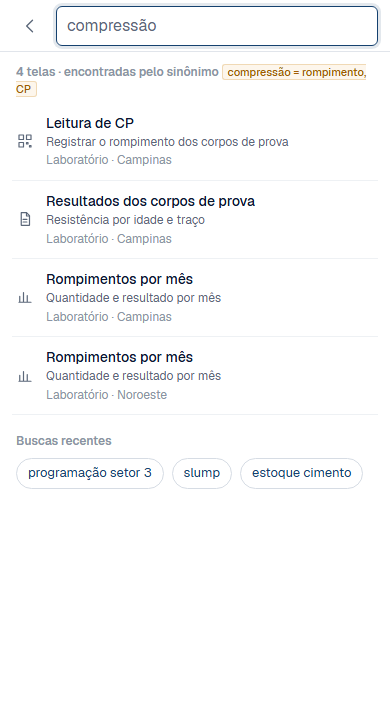 compressão
4 telas · encontradas pelo sinônimo compressão = rompimento,
CP
Leitura de CP
Registrar o rompimento dos corpos de prova
Laboratório · Campinas
Resultados dos corpos de prova
Resistência por idade e traço
Laboratório · Campinas
Rompimentos por mês
Quantidade e resultado por mês
Laboratório · Campinas
Rompimentos por mês
Quantidade e resultado por mês
Laboratório · Noroeste
Buscas recentes
programação setor 3 slump estoque cimento